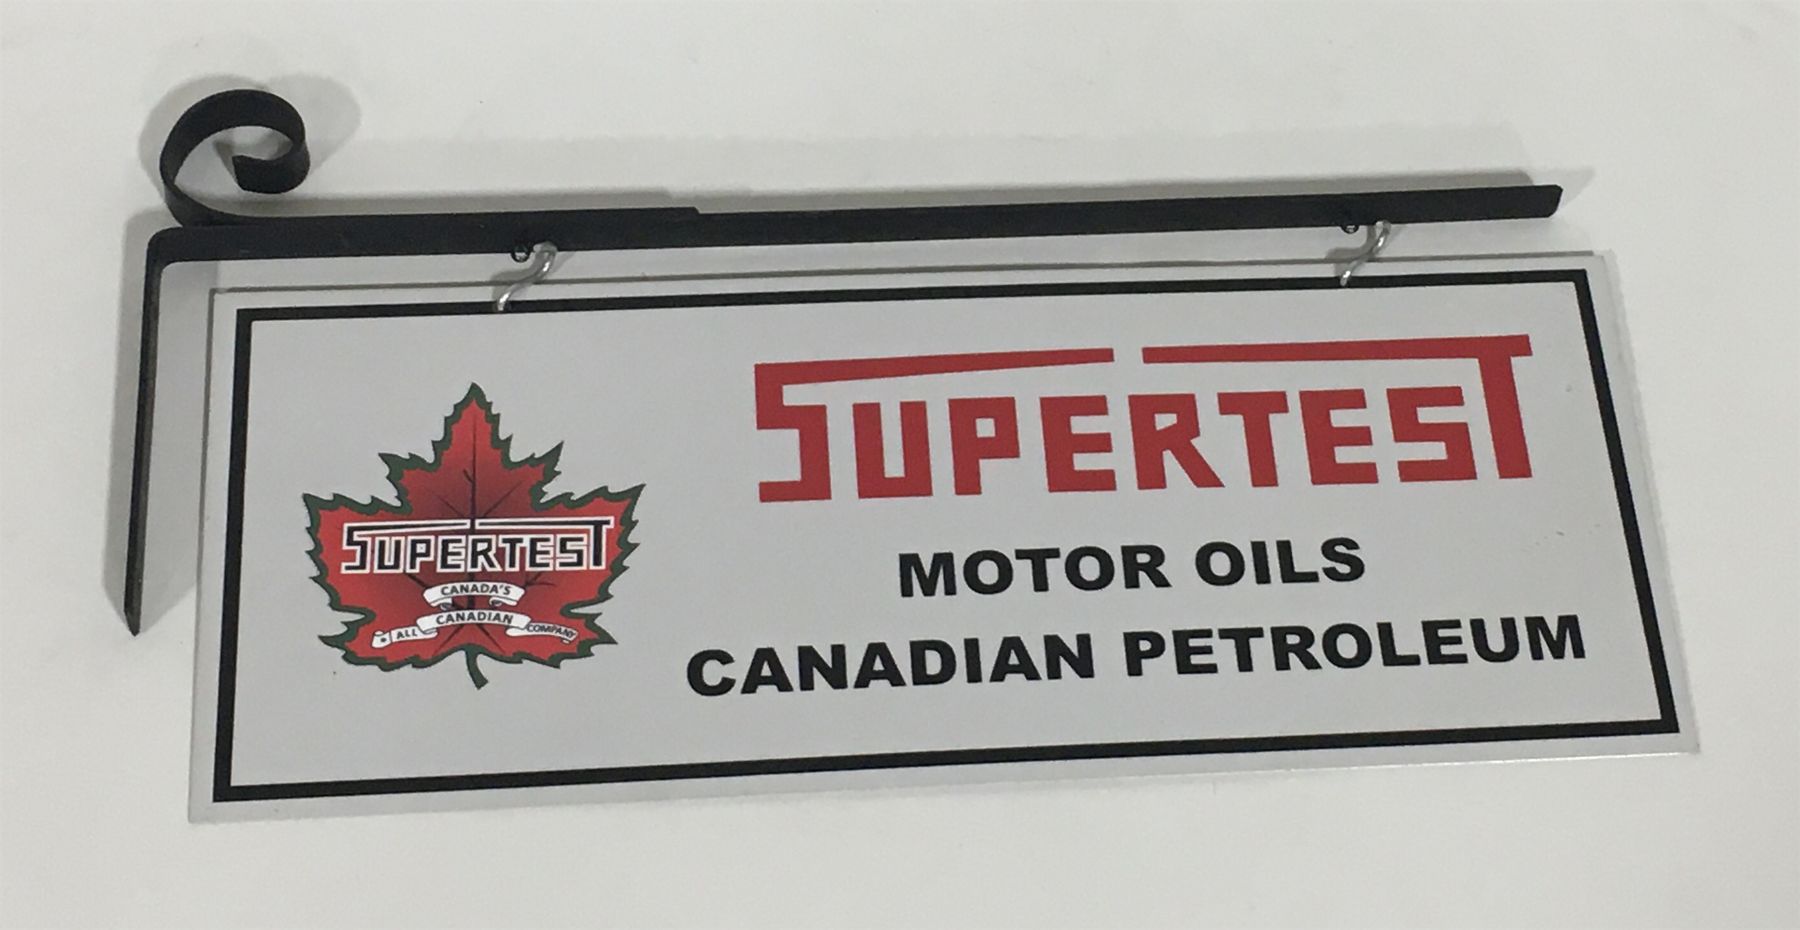 SUPERTEST
CANADA'S
ALL CANADIAN COMPANY
SUPERTEST
MOTOR OILS
CANADIAN PETROLEUM